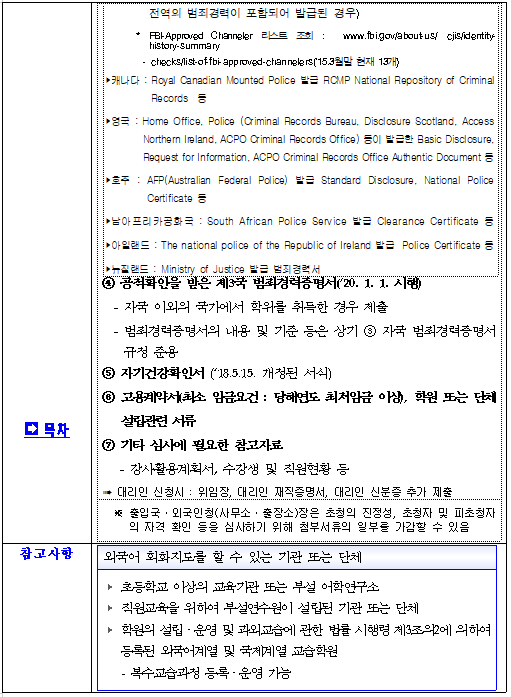 전역의 범죄경력이 포함되어 발급된 경우)
* FBI-Approved Channeler 리스트 조회 : www.fbi.gov/about-us/ cjis/identity-
history-summary
- checks/list-of-fbi-approved-channelers('15.3월말 현재 13개)
▸캐나다 : Royal Canadian Mounted Police 발급 RCMP National Repository of Criminal
Records 등
▸영국 : Home Office, Police (Criminal Records Bureau, Disclosure Scotland, Access
Northern Ireland, ACPO Criminal Records Office) 등이 발급한 Basic Disclosure,
Request for Information, ACPO Criminal Records Office Authentic Document 등
▸호주 : AFP(Australian Federal Police) 발급 Standard Disclosure, National Police
Certificate 등
▸남아프리카공화국 : South African Police Service 발급 Clearance Certificate 등
▸아일랜드 : The national police of the Republic of Ireland 발급 Police Certificate 등
▸뉴질랜드 : Ministry of Justice 발급 범죄경력서
④ 공적확인을 받은 제3국 범죄경력증명서('20. 1. 1. 시행)
- 자국 이외의 국가에서 학위를 취득한 경우 제출
- 범죄경력증명서의 내용 및 기준 등은 상기 ③ 자국 범죄경력증명서
규정 준용
⑤ 자기건강확인서 ('18.5.15. 개정된 서식)
⑥ 고용계약서(최소 임금요건 : 당해연도 최저임금 이상), 학원 또는 단체
설립관련 서류
➲ 목차
⑦ 기타 심사에 필요한 참고자료
- 강사활용계획서, 수강생 및 직원현황 등
➠ 대리인 신청시 : 위임장, 대리인 재직증명서, 대리인 신분증 추가 제출
※ 출입국·외국인청(사무소·출장소)장은 초청의 진정성, 초청자 및 피초청자
의 자격 확인 등을 심사하기 위해 첨부서류의 일부를 가감할 수 있음
참고사항
외국어 회화지도를 할 수 있는 기관 또는 단체
▹ 초등학교 이상의 교육기관 또는 부설 어학연구소
▹ 직원교육을 위하여 부설연수원이 설립된 기관 또는 단체
▹ 학원의 설립·운영 및 과외교습에 관한 법률 시행령 제3조의2에 의하여
등록된 외국어계열 및 국제계열 교습학원
- 복수교습과정 등록·운영 가능